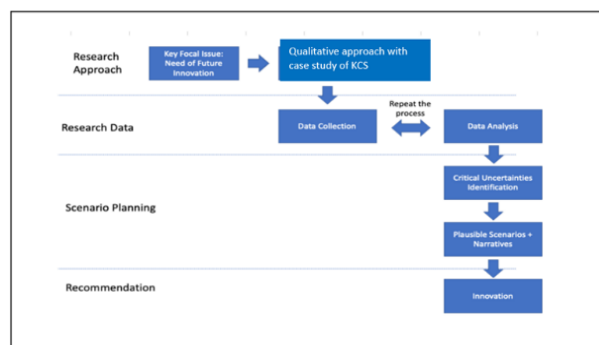 Research
Approach
Key Focal Issue:
Need of Future
Innovation
Qualitative approach with
case study of KCS
Research Data
Data Collection
Repeat the
process
Data Analysis
Scenario Planning
Critical Uncertainties
Identification
Plausible Scenarios +
Narratives
Recommendation
Innovation